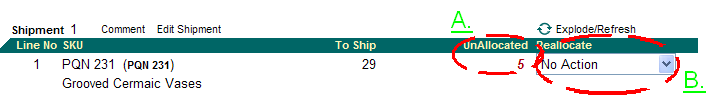 A.
Shipment 1 Comment Edit Shipment Explode/Refresh
Line No SKU To Ship UnAllocated Reallocate
1 PQN 231 (PQN 231) 29 5 No Action
B.
Grooved Cermaic Vases